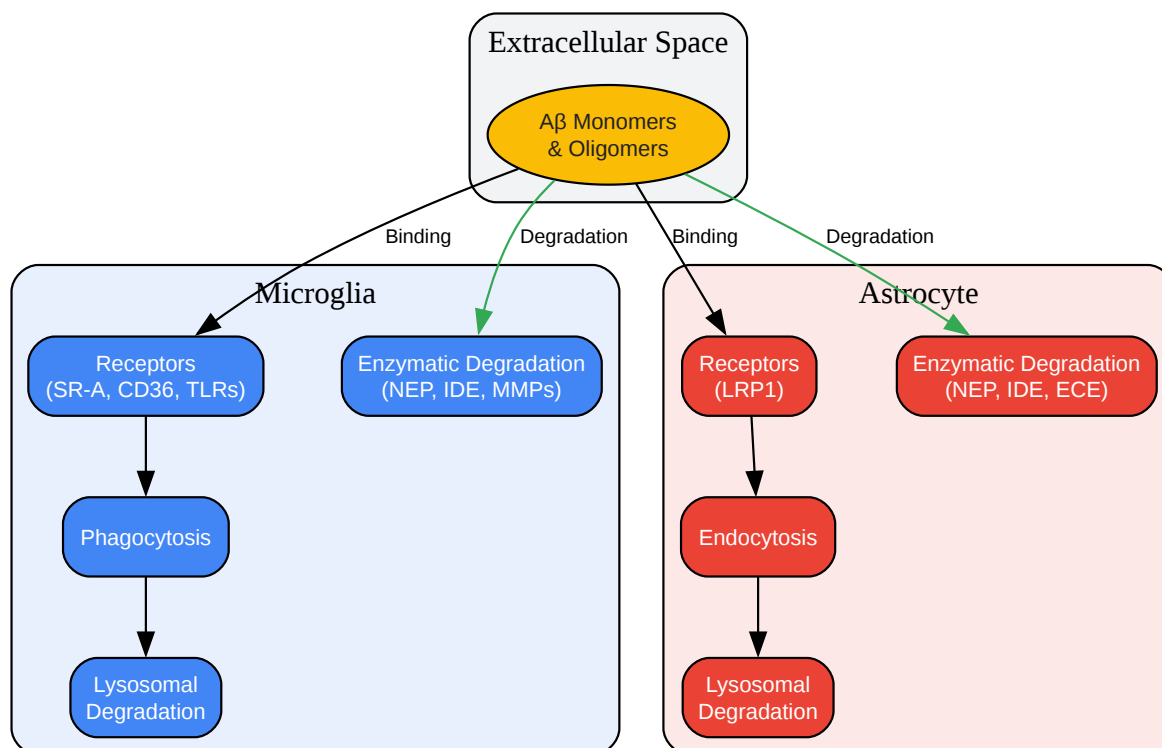 Extracellular Space
Aβ Monomers
& Oligomers
Binding
Degradation
Binding
Degradation
Microglia
Astrocyte
Receptors
(SR-A, CD36, TLRs)
Enzymatic Degradation
(NEP, IDE, MMPs)
Receptors
(LRP1)
Enzymatic Degradation
(NEP, IDE, ECE)
Phagocytosis
Endocytosis
Lysosomal
Degradation
Lysosomal
Degradation